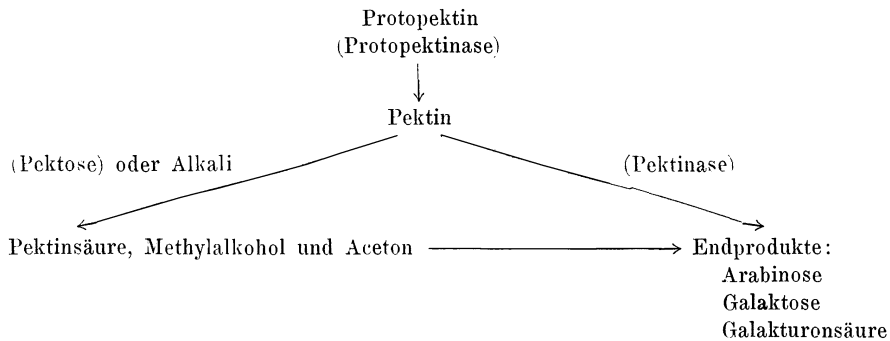 Protopektin
(Protopektinase)
Pektin
(Pektose) oder Alkali
(Pektinase)
Pektinsäure, Methylalkohol und Aceton
Endprodukte:
Arabinose
Galaktose
Galakturonsäure